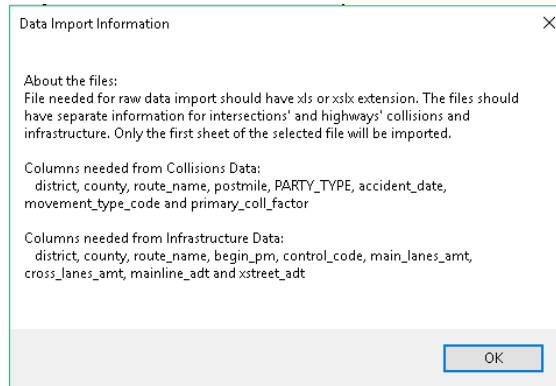 Data Import Information
About the files:
File needed for raw data import should have xls or xslx extension. The files should
have separate information for intersections' and highways' collisions and
infrastructure. Only the first sheet of the selected file will be imported.
Columns needed from Collisions Data:
district, county, route_name, postmile, PARTY_TYPE, accident_date,
movement_type_code and primary_coll_factor
Columns needed from Infrastructure Data:
district, county, route_name, begin_pm, control_code, main_lanes_amt,
cross_lanes_amt, mainline_adt and xstreet_adt
OK